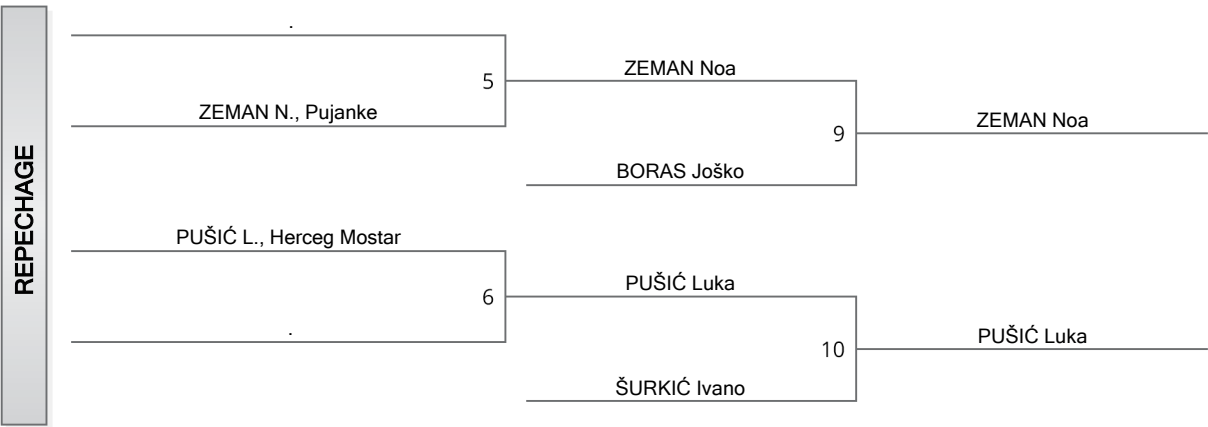 REPECHAGE
.
5
ZEMAN N., Pujanke
ZEMAN Noa
9
BORAS Joško
ZEMAN Noa
PUŠIĆ L., Herceg Mostar
6
.
PUŠIĆ Luka
10
ŠURKIĆ Ivano
PUŠIĆ Luka